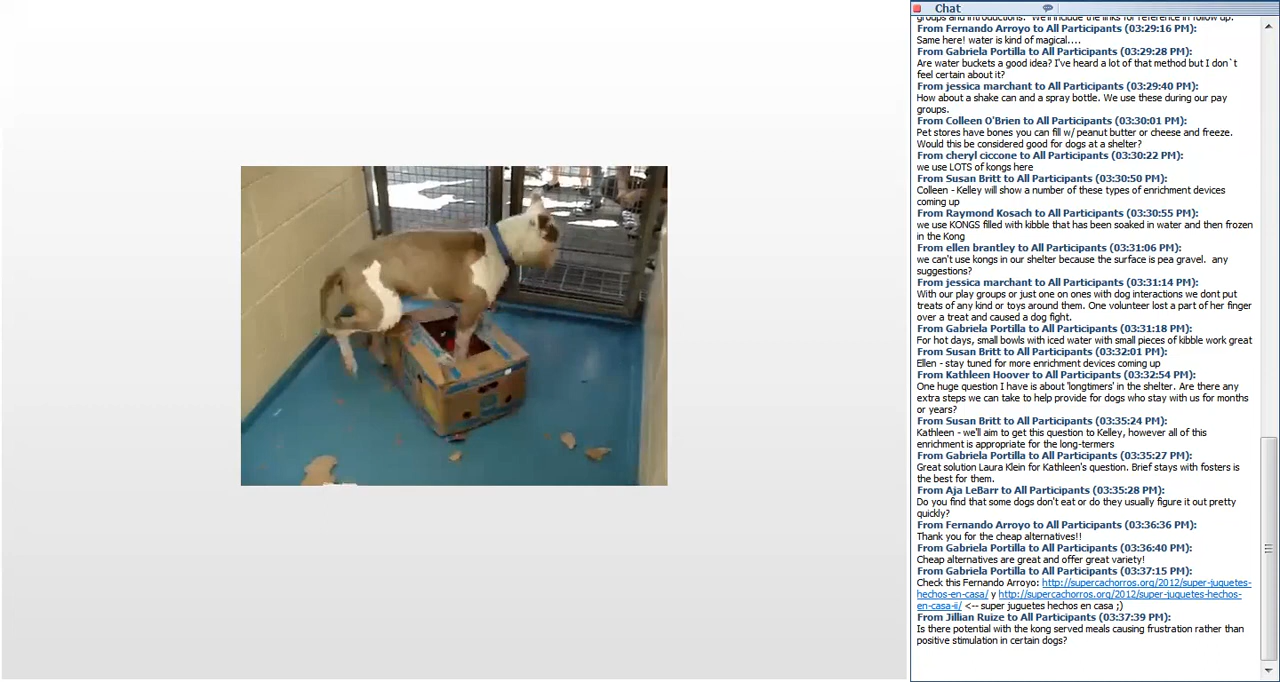 Chat
groups and introductions. We'll include the links for reference in follow up.
From Fernando Arroyo to All Participants (03:29:16 PM):
Same here! water is kind of magical....
From Gabriela Portilla to All Participants (03:29:28 PM):
Are water buckets a good idea? I've heard a lot of that method but I don`t
feel certain about it?
From jessica marchant to All Participants (03:29:40 PM):
How about a shake can and a spray bottle. We use these during our pay
groups.
From Colleen O'Brien to All Participants (03:30:01 PM):
Pet stores have bones you can fill w/ peanut butter or cheese and freeze.
Would this be considered good for dogs at a shelter?
From cheryl ciccone to All Participants (03:30:22 PM):
we use LOTS of kongs here
From Susan Britt to All Participants (03:30:50 PM):
Colleen - Kelley will show a number of these types of enrichment devices
coming up
From Raymond Kosach to All Participants (03:30:55 PM):
we use KONGS filled with kibble that has been soaked in water and then frozen
in the Kong
From ellen brantley to All Participants (03:31:06 PM):
we can't use kongs in our shelter because the surface is pea gravel. any
suggestions?
From jessica marchant to All Participants (03:31:14 PM):
With our play groups or just one on ones with dog interactions we dont put
treats of any kind or toys around them. One volunteer lost a part of her finger
over a treat and caused a dog fight.
From Gabriela Portilla to All Participants (03:31:18 PM):
For hot days, small bowls with iced water with small pieces of kibble work great
From Susan Britt to All Participants (03:32:01 PM):
Ellen - stay tuned for more enrichment devices coming up
From Kathleen Hoover to All Participants (03:32:54 PM):
One huge question I have is about 'longtimers' in the shelter. Are there any
extra steps we can take to help provide for dogs who stay with us for months
or years?
From Susan Britt to All Participants (03:35:24 PM):
Kathleen - we'll aim to get this question to Kelley, however all of this
enrichment is appropriate for the long-termers
From Gabriela Portilla to All Participants (03:35:27 PM):
Great solution Laura Klein for Kathleen's question. Brief stays with fosters is
the best for them.
From Aja LeBarr to All Participants (03:35:28 PM):
Do you find that some dogs don't eat or do they usually figure it out pretty
quickly?
From Fernando Arroyo to All Participants (03:36:36 PM):
Thank you for the cheap alternatives!!
From Gabriela Portilla to All Participants (03:36:40 PM):
Cheap alternatives are great and offer great variety!
From Gabriela Portilla to All Participants (03:37:15 PM):
Check this Fernando Arroyo: http://supercachorros.org/2012/super-juguetes-
hechos-en-casa/ y http://supercachorros.org/2012/super-juguetes-hechos-
en-casa-ii/ <-- super juguetes hechos en casa ;)
From Jillian Ruize to All Participants (03:37:39 PM):
Is there potential with the kong served meals causing frustration rather than
positive stimulation in certain dogs?